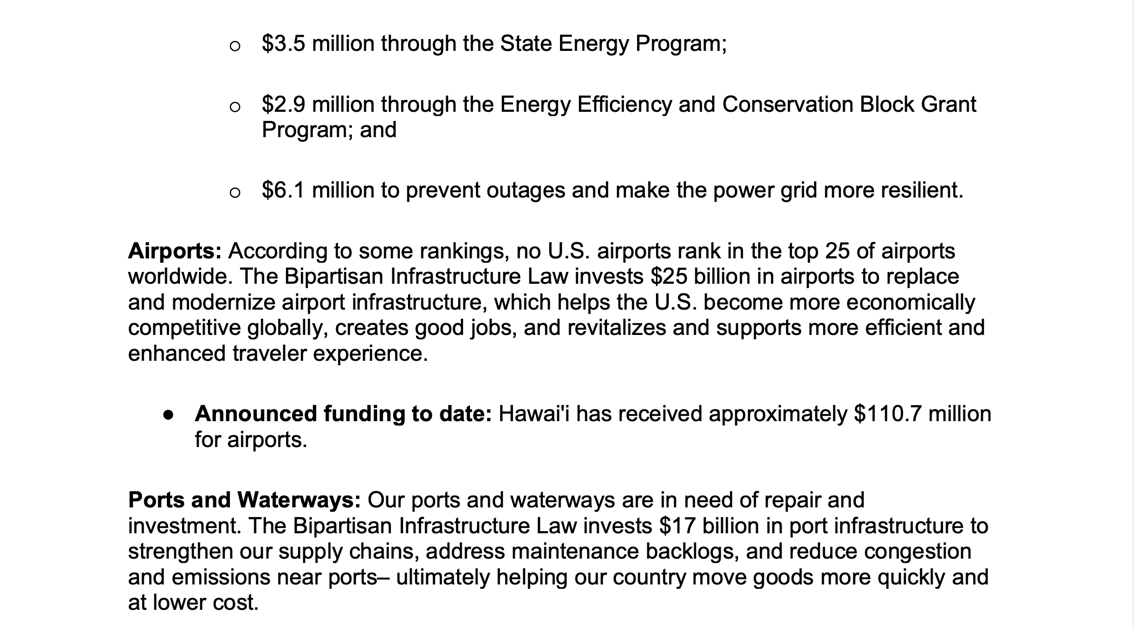 o $3.5 million through the State Energy Program;
o $2.9 million through the Energy Efficiency and Conservation Block Grant
Program; and
o $6.1 million to prevent outages and make the power grid more resilient.
Airports: According to some rankings, no U.S. airports rank in the top 25 of airports
worldwide. The Bipartisan Infrastructure Law invests $25 billion in airports to replace
and modernize airport infrastructure, which helps the U.S. become more economically
competitive globally, creates good jobs, and revitalizes and supports more efficient and
enhanced traveler experience.
● Announced funding to date: Hawai'i has received approximately $110.7 million
for airports.
Ports and Waterways: Our ports and waterways are in need of repair and
investment. The Bipartisan Infrastructure Law invests $17 billion in port infrastructure to
strengthen our supply chains, address maintenance backlogs, and reduce congestion
and emissions near ports– ultimately helping our country move goods more quickly and
at lower cost.